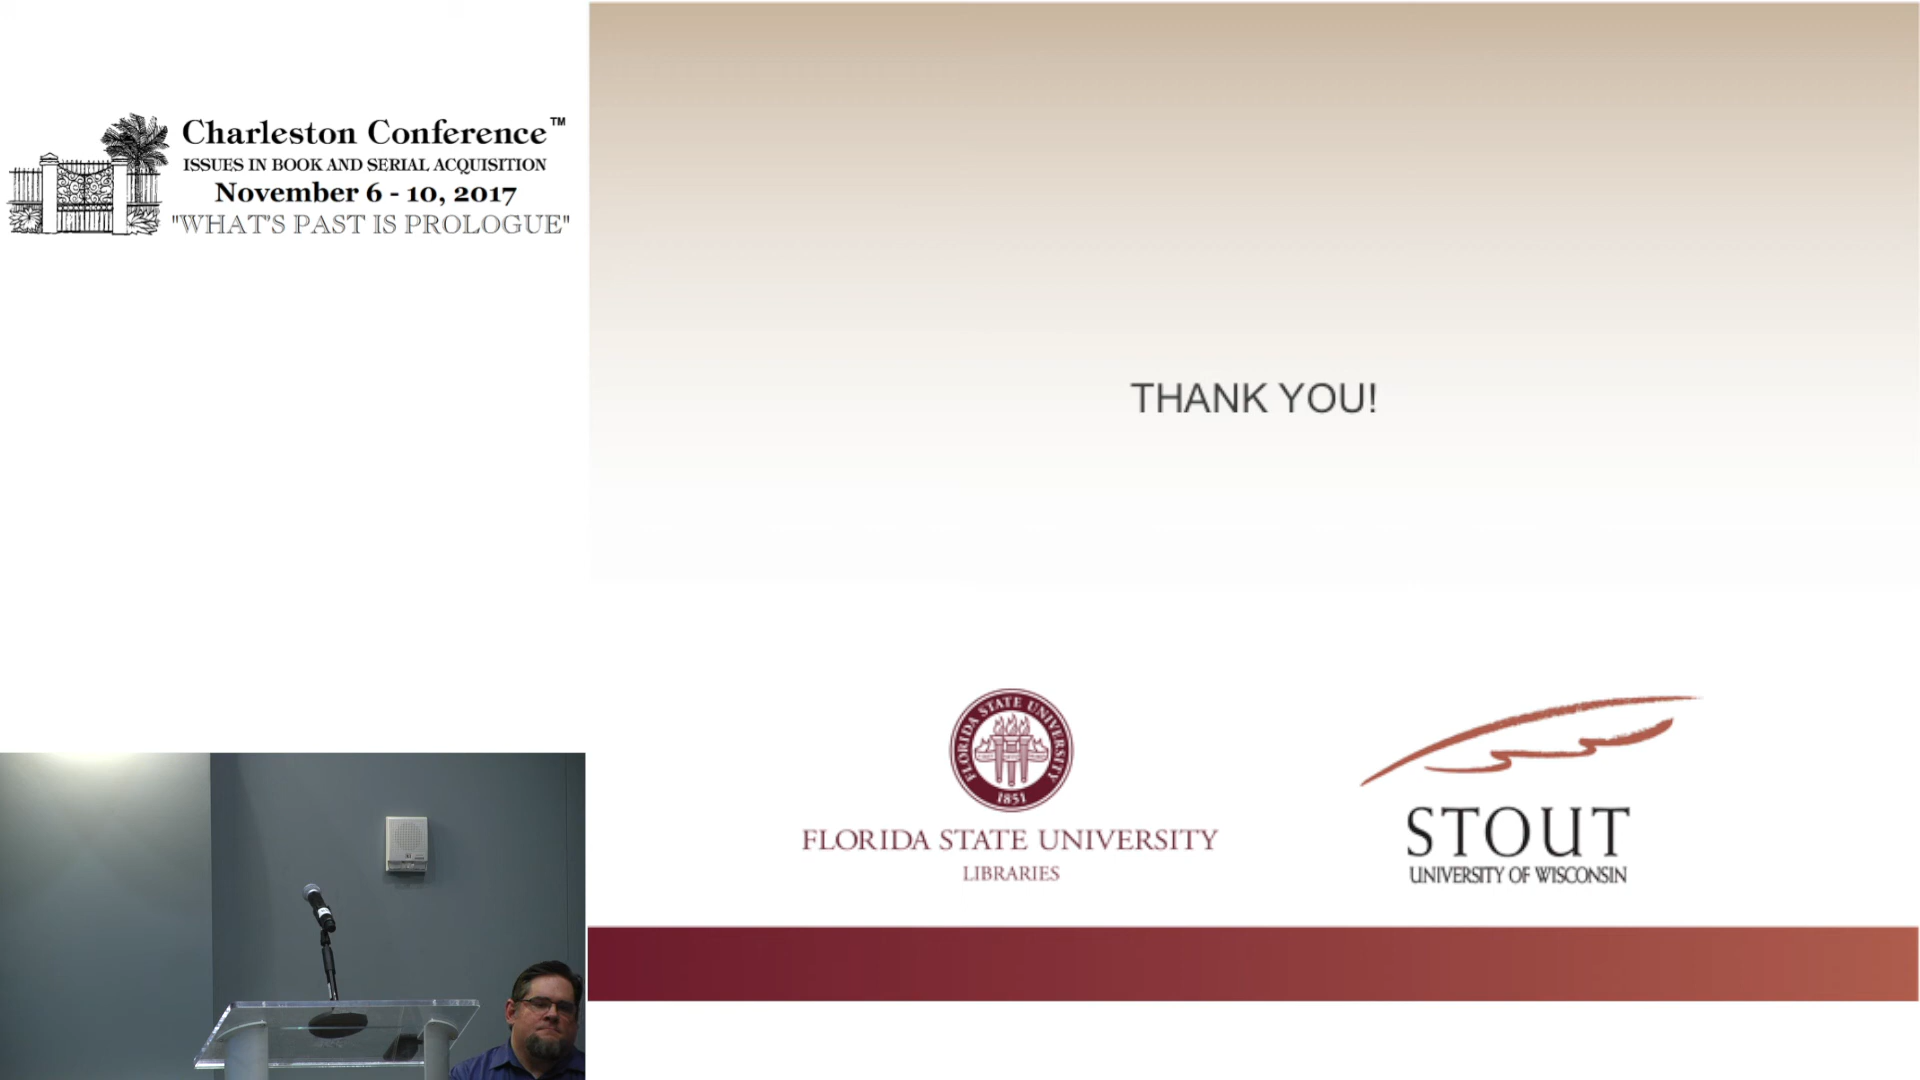 Charleston Conference™
ISSUES IN BOOK AND SERIAL ACQUISITION
November 6 - 10, 2017
"WHAT'S PAST IS PROLOGUE"
THANK YOU!
FLORIDA STATE UNIVERSITY
1851
FLORIDA STATE UNIVERSITY
LIBRARIES
STOUT
UNIVERSITY OF WISCONSIN